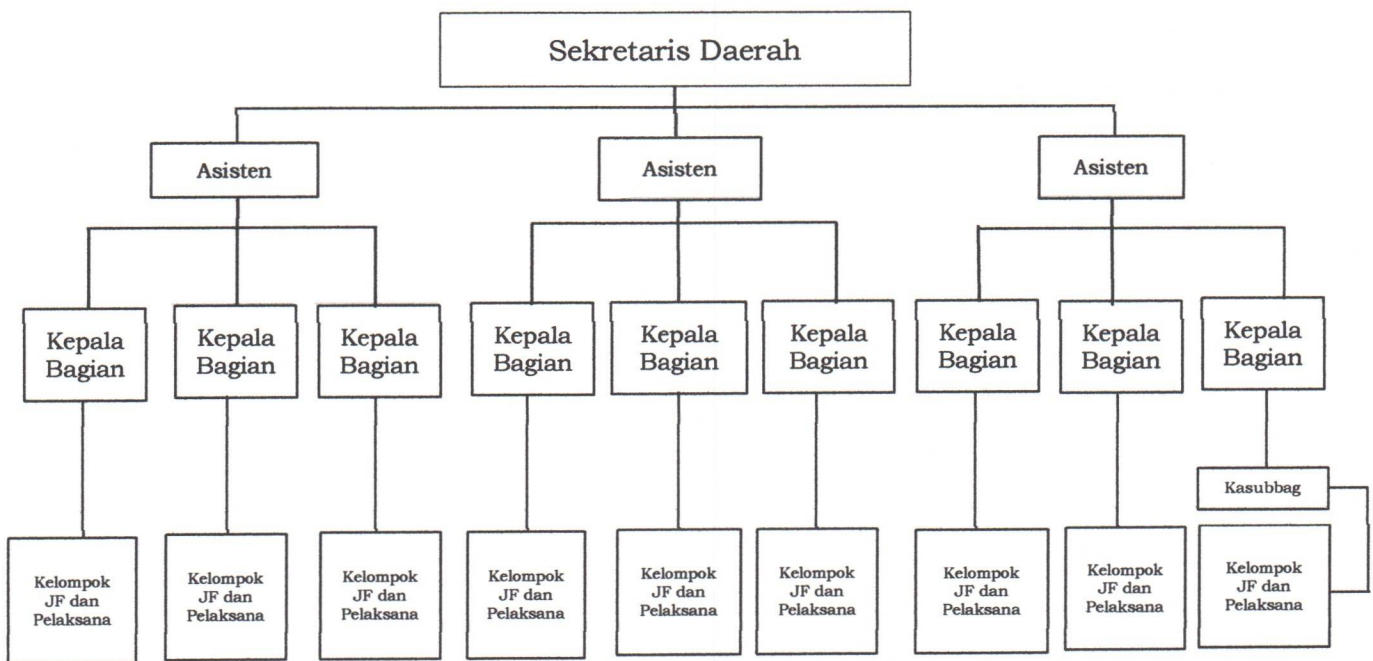 Sekretaris Daerah
Asisten
Asisten
Asisten
Kepala
Bagian
Kepala
Bagian
Kepala
Bagian
Kepala
Bagian
Kepala
Bagian
Kepala
Bagian
Kepala
Bagian
Kepala
Bagian
Kepala
Bagian
Kasubbag
Kelompok
JF dan
Pelaksana
Kelompok
JF dan
Pelaksana
Kelompok
JF dan
Pelaksana
Kelompok
JF dan
Pelaksana
Kelompok
JF dan
Pelaksana
Kelompok
JF dan
Pelaksana
Kelompok
JF dan
Pelaksana
Kelompok
JF dan
Pelaksana
Kelompok
JF dan
Pelaksana